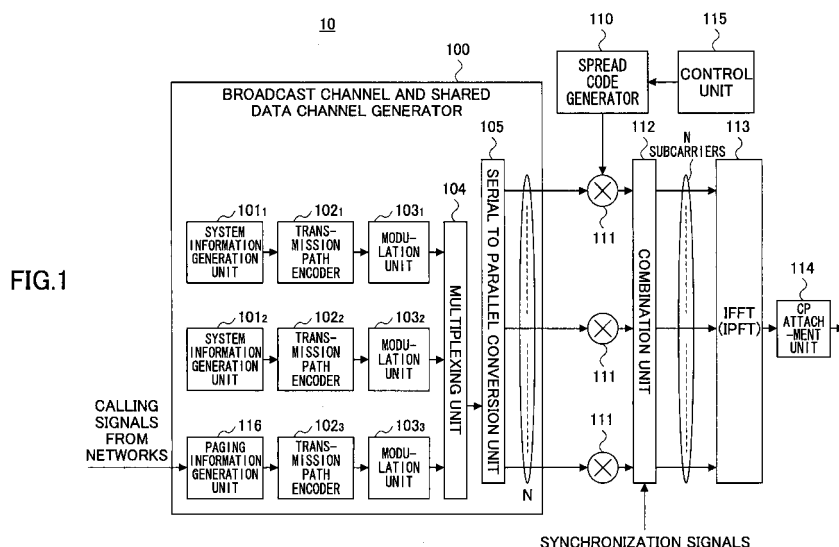 10
110
115
SPREAD
CODE
GENERATOR
CONTROL
UNIT
100
BROADCAST CHANNEL AND SHARED
DATA CHANNEL GENERATOR
105
112
N
SUBCARRIERS
113
104
SERIAL TO PARALLEL CONVERSION UNIT
111
101₁
102₁
103₁
SYSTEM
INFORMATION
GENERATION
UNIT
TRANS-
MISSION
PATH
ENCODER
MODU-
LATION
UNIT
MULTIPLEXING UNIT
COMBINATION UNIT
FIG.1
114
101₂
102₂
103₂
SYSTEM
INFORMATION
GENERATION
UNIT
TRANS-
MISSION
PATH
ENCODER
MODU-
LATION
UNIT
111
IFFT
(IPFT)
CP
ATTACH
-MENT
UNIT
CALLING
SIGNALS
FROM
NETWORKS
116
102₃
103₃
PAGING
INFORMATION
GENERATION
UNIT
TRANS-
MISSION
PATH
ENCODER
MODU-
LATION
UNIT
111
N
SYNCHRONIZATION SIGNALS